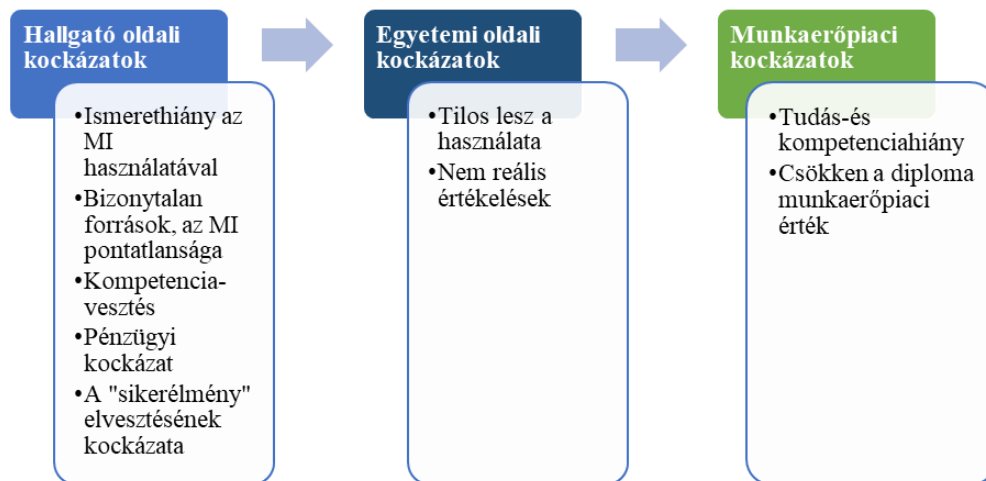 Hallgató oldali
kockázatok
•Ismerethiány az
MI
használatával
•Bizonytalan
források, az MI
pontatlansága
•Kompetencia-
vesztés
•Pénzügyi
kockázat
•A "sikerélmény"
elvesztésének
kockázata
Egyetemi oldali
kockázatok
•Tilos lesz a
használata
•Nem reális
értékelések
Munkaerőpiaci
kockázatok
•Tudás-és
kompetenciahiány
•Csökken a diploma
munkaerőpiaci
érték